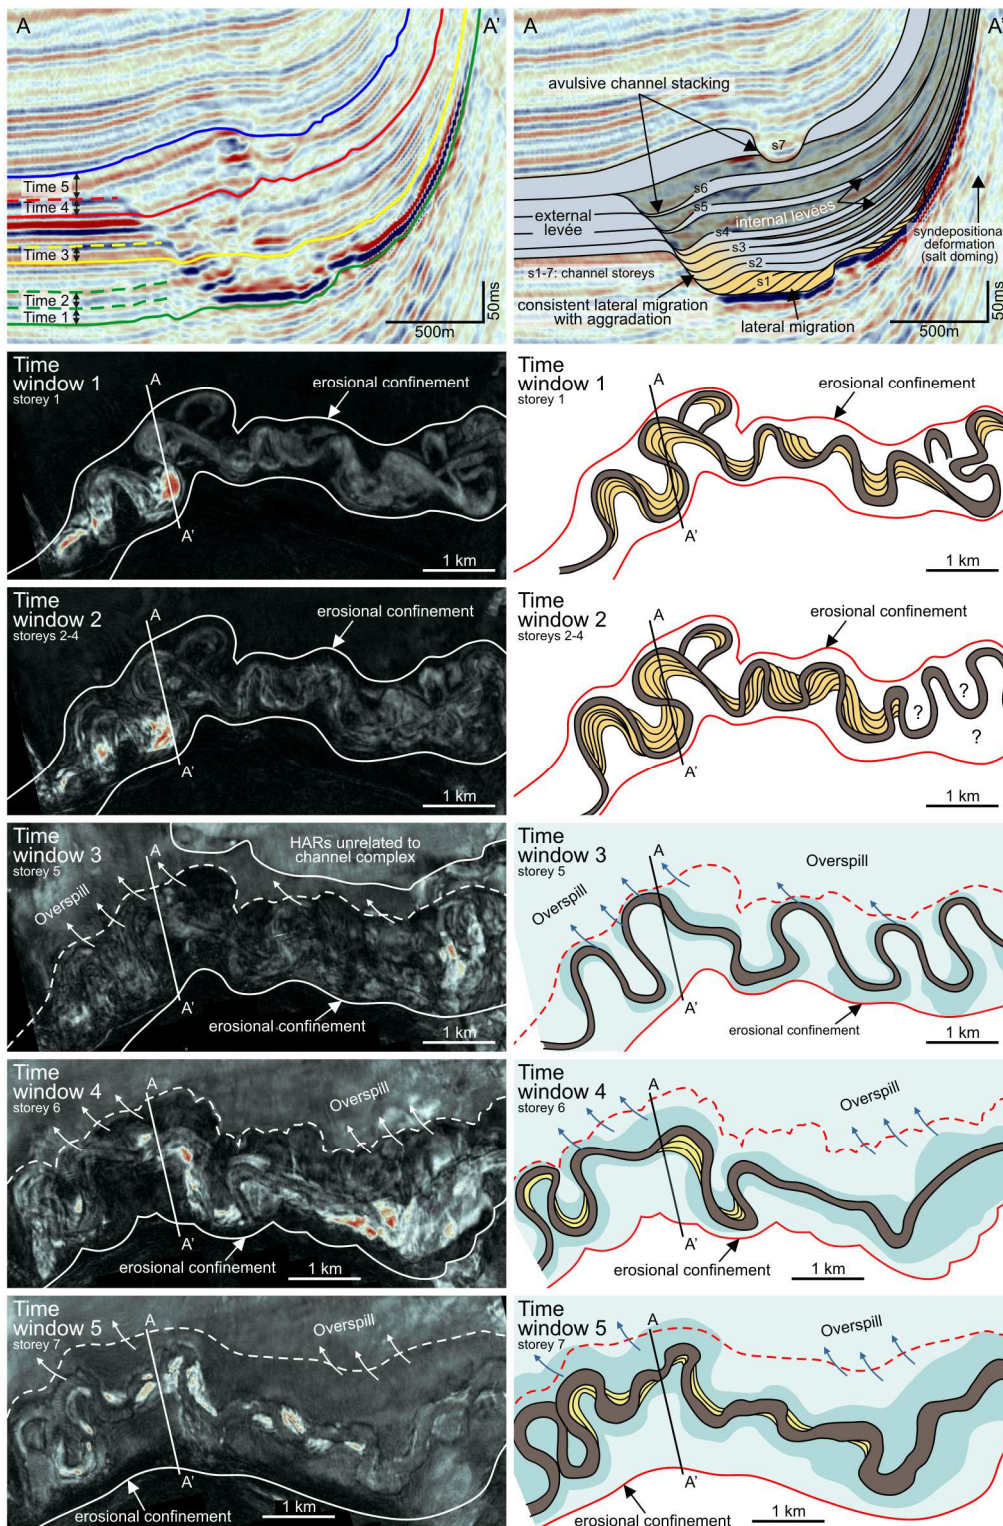 A
A'
Time 5
Time 4
Time 3
Time 2
Time 1
500m
50ms
A
A'
avulsive channel stacking
s7
s6
s5
s4
s3
s2
s1
external
levée
internal levées
s1-7: channel storeys
syndepositional
deformation
(salt doming)
consistent lateral migration
with aggradation
lateral migration
500m
50ms
Time
window 1
storey 1
A
erosional confinement
A'
1 km
Time
window 1
storey 1
A
erosional confinement
A'
1 km
Time
window 2
storeys 2-4
A
erosional confinement
A'
1 km
Time
window 2
storeys 2-4
A
erosional confinement
?
?
?
A'
1 km
Time
window 3
storey 5
HARs unrelated to
channel complex
A
Overspill
A'
erosional confinement
1 km
Time
window 3
storey 5
A
Overspill
Overspill
A'
erosional confinement
1 km
Time
window 4
storey 6
A
Overspill
A'
erosional confinement
1 km
Time
window 4
storey 6
A
Overspill
A'
erosional confinement
1 km
Time
window 5
storey 7
A
Overspill
A'
erosional confinement
1 km
Time
window 5
storey 7
A
Overspill
A'
erosional confinement
1 km